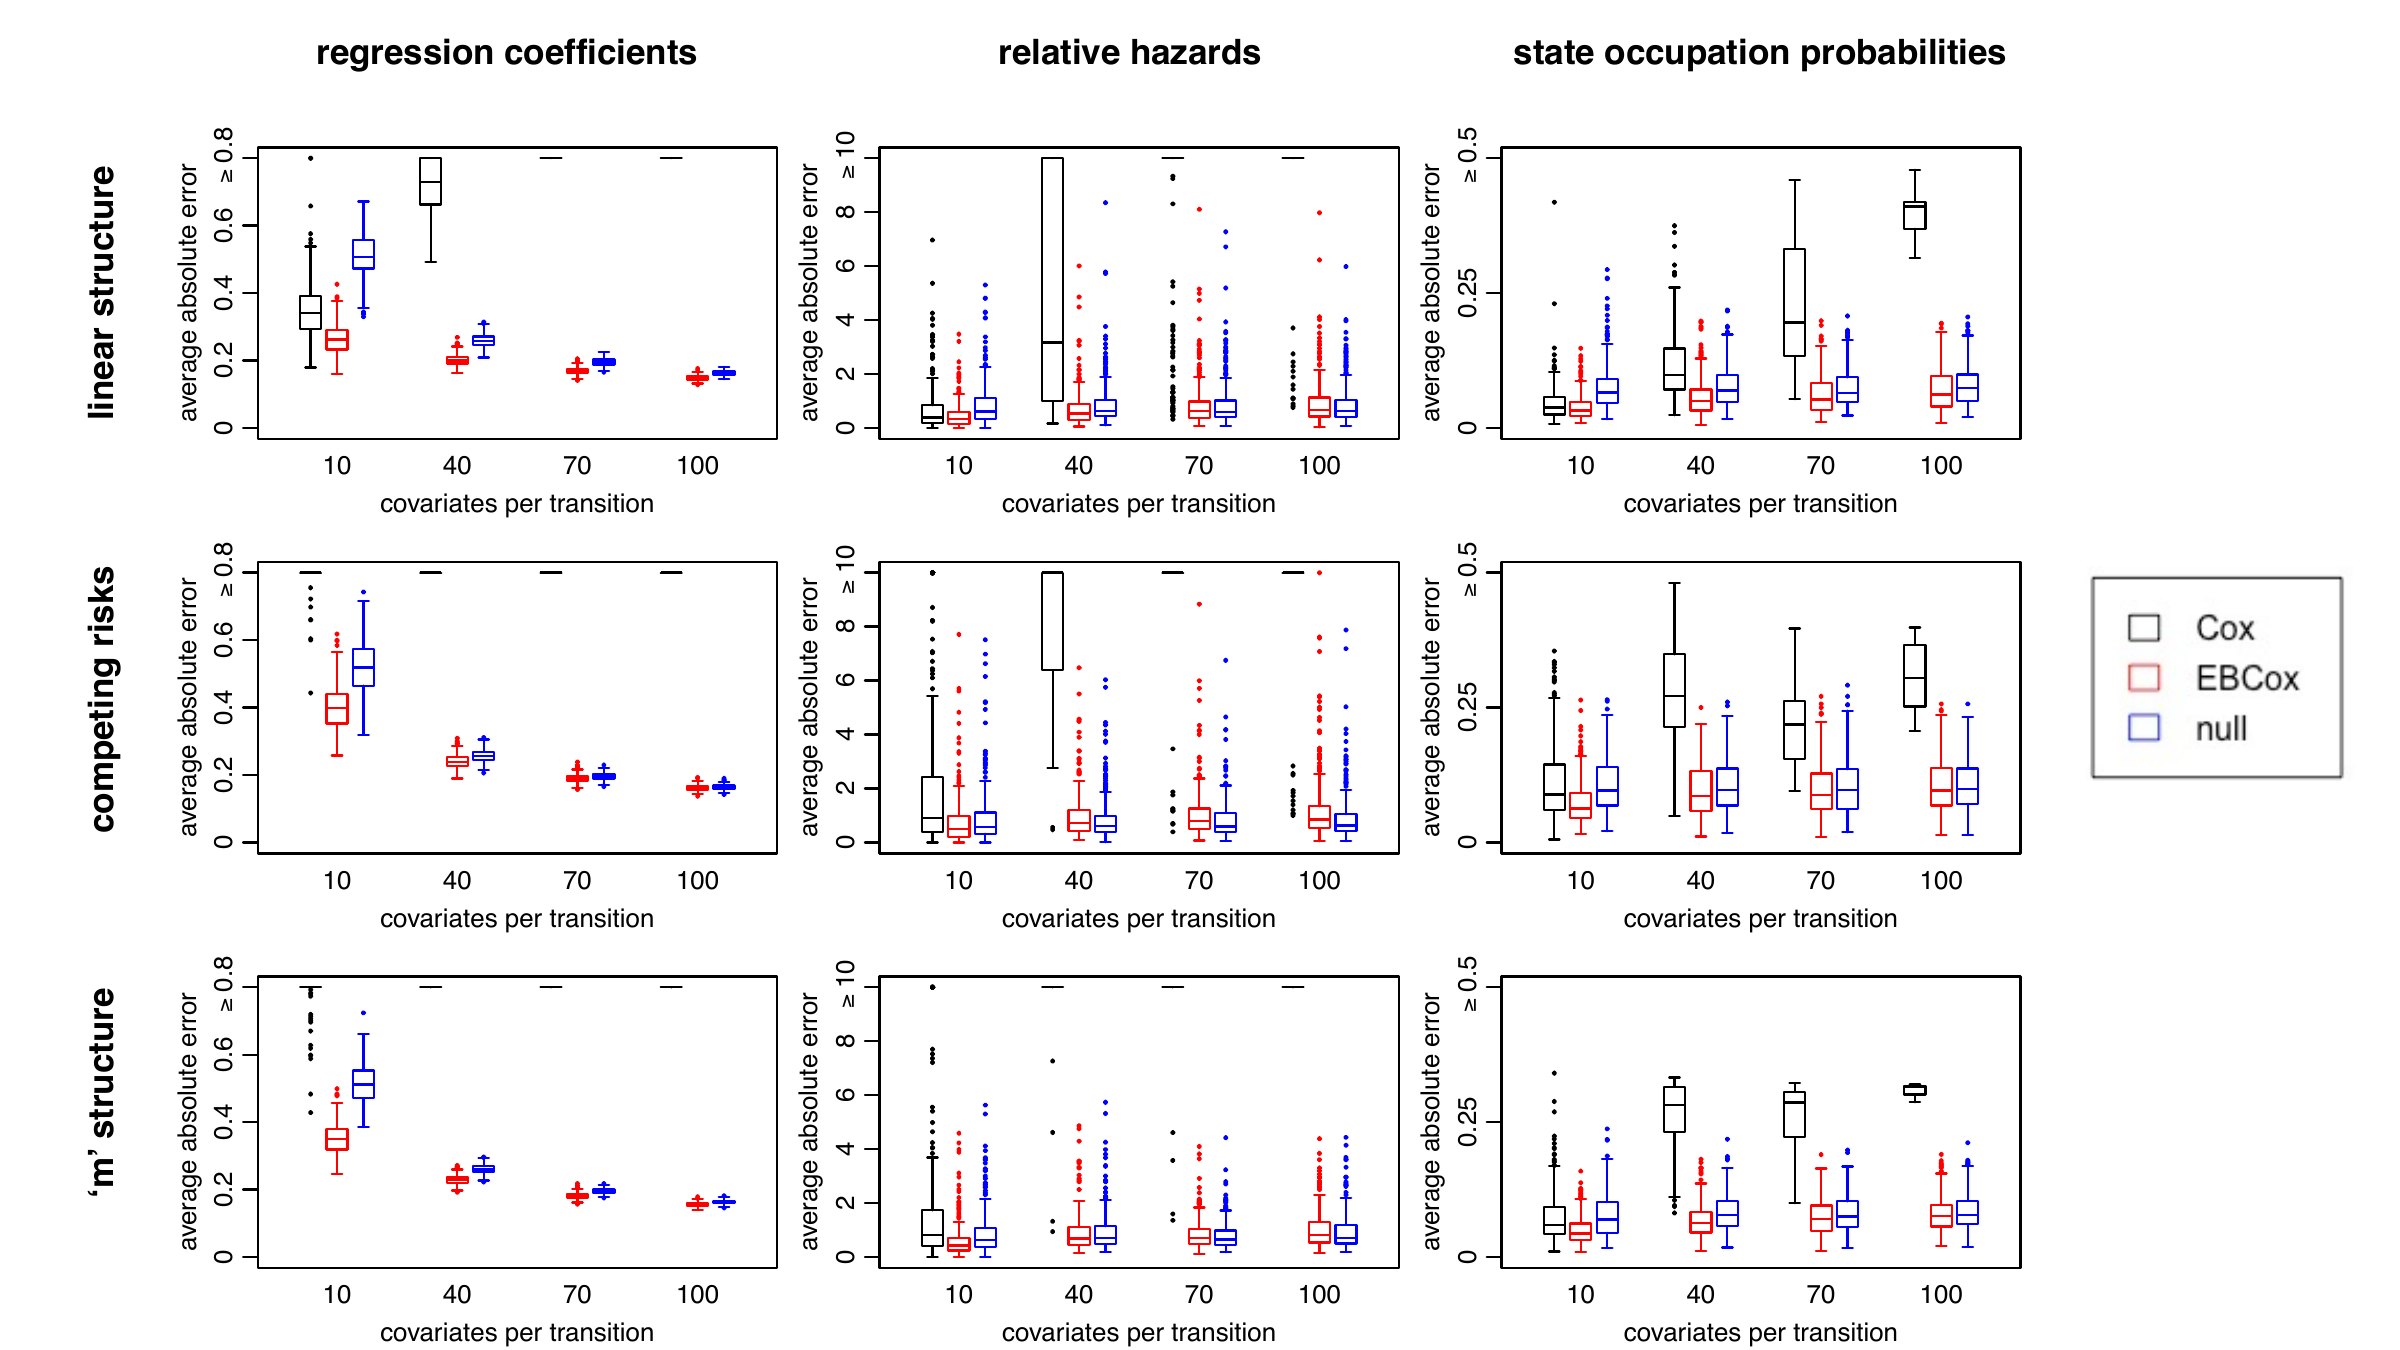 regression coefficients
relative hazards
state occupation probabilities
linear structure
average absolute error
0
0.2
0.4
0.6
≥ 0.8
10
40
70
100
covariates per transition
average absolute error
0
2
4
6
8
≥ 10
10
40
70
100
covariates per transition
average absolute error
0
0.25
≥ 0.5
10
40
70
100
covariates per transition
competing risks
average absolute error
0
0.2
0.4
0.6
≥ 0.8
10
40
70
100
covariates per transition
average absolute error
0
2
4
6
8
≥ 10
10
40
70
100
covariates per transition
average absolute error
0
0.25
≥ 0.5
10
40
70
100
covariates per transition
Cox
EBCox
null
‘m’ structure
average absolute error
0
0.2
0.4
0.6
≥ 0.8
10
40
70
100
covariates per transition
average absolute error
0
2
4
6
8
≥ 10
10
40
70
100
covariates per transition
average absolute error
0
0.25
≥ 0.5
10
40
70
100
covariates per transition